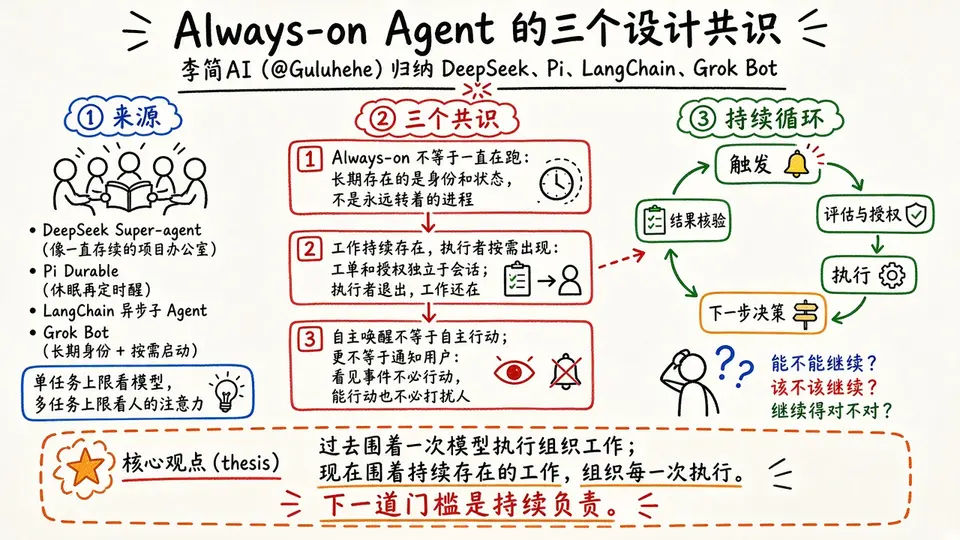 Always-on Agent 的三个设计共识
李简AI (@Guluhehe) 归纳 DeepSeek、Pi、LangChain、Grok Bot
① 来源
• DeepSeek Super-agent
(像一直存续的项目办公室)
• Pi Durable
(休眠再定时醒)
• LangChain 异步子 Agent
• Grok Bot
(长期身份 + 按需启动)
单任务上限看模型，
多任务上限看人的注意力
② 三个共识
1
Always-on 不等于一直在跑：
长期存在的是身份和状态，
不是永远转着的进程
2
工作持续存在，执行者按需出现：
工单和授权独立于会话；
执行者退出，工作还在
3
自主唤醒不等于自主行动；
更不等于通知用户：
看见事件不必行动，
能行动也不必打扰人
③ 持续循环
触发
评估与授权
执行
下一步决策
结果核验
??
能不能继续？
该不该继续？
继续得对不对？
核心观点 (thesis)
过去围着一次模型执行组织工作；
现在围着持续存在的工作，组织每一次执行。
下一道门槛是持续负责。